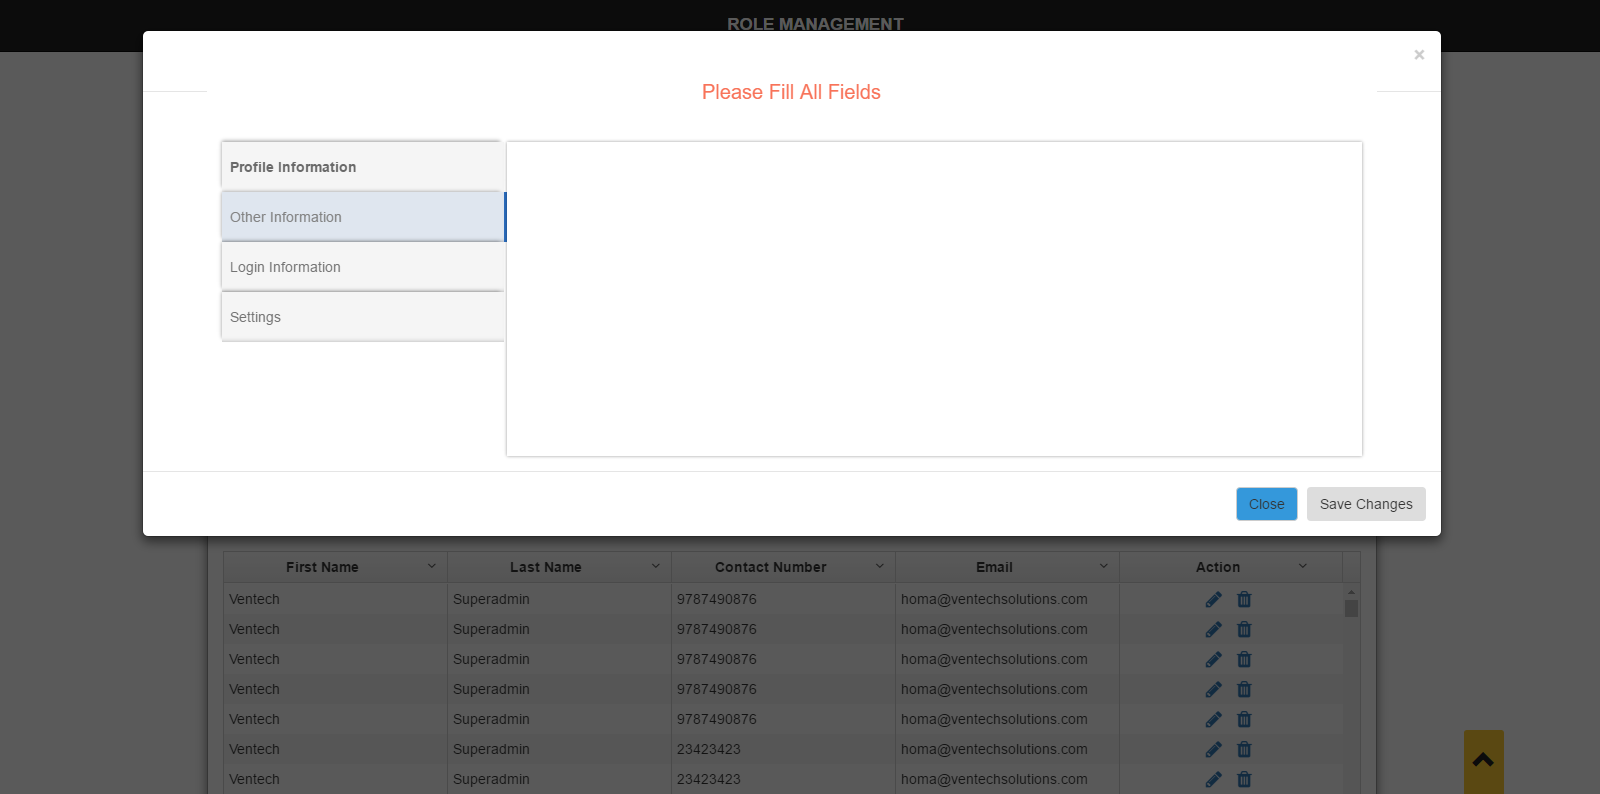 ROLE MANAGEMENT
×
Please Fill All Fields
Profile Information
Other Information
Login Information
Settings
Close Save Changes
First Name Last Name Contact Number Email Action
Ventech Superadmin 9787490876 homa@ventechsolutions.com
Ventech Superadmin 9787490876 homa@ventechsolutions.com
Ventech Superadmin 9787490876 homa@ventechsolutions.com
Ventech Superadmin 9787490876 homa@ventechsolutions.com
Ventech Superadmin 9787490876 homa@ventechsolutions.com
Ventech Superadmin 23423423 homa@ventechsolutions.com
Ventech Superadmin 23423423 homa@ventechsolutions.com